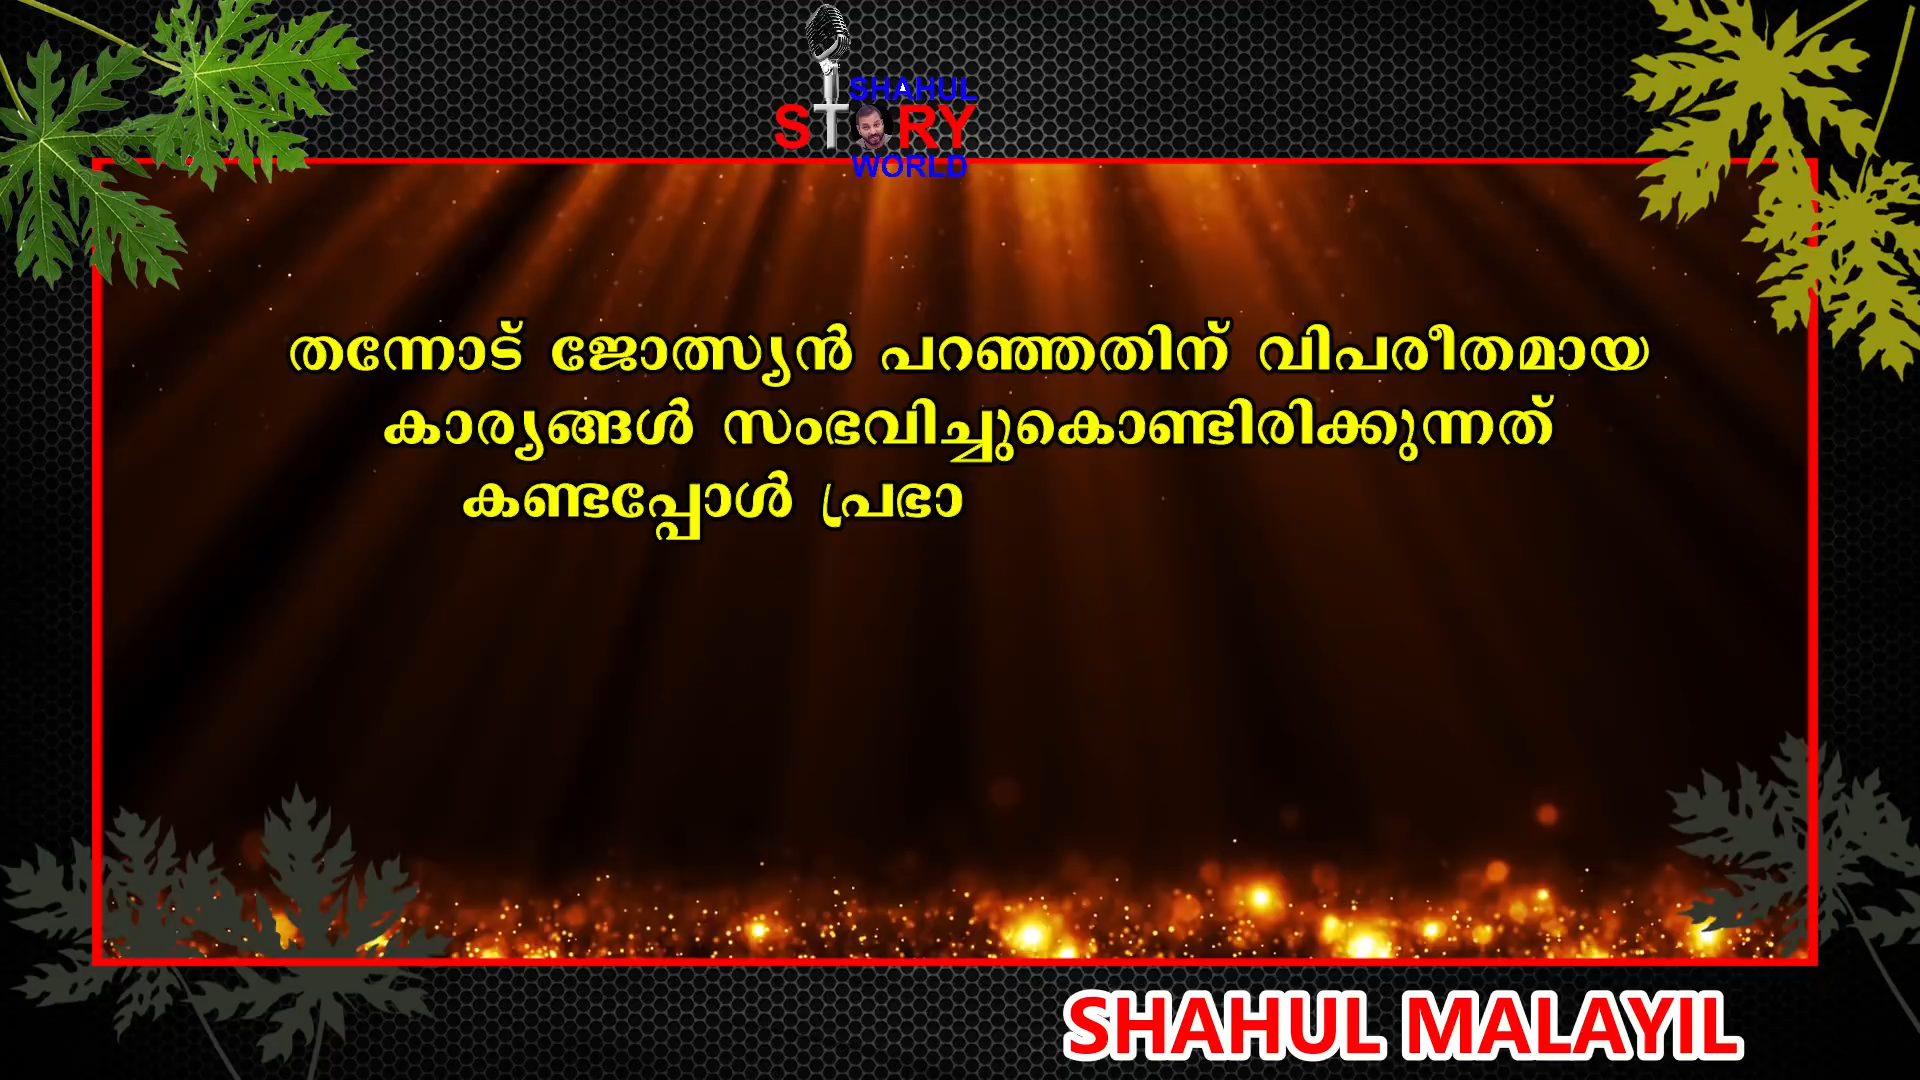 SHAHUL
STORY
WORLD
തന്നോട് ജോത്സ്യൻ പറഞ്ഞതിന് വിപരീതമായ
കാര്യങ്ങൾ സംഭവിച്ചുകൊണ്ടിരിക്കുന്നത്
കണ്ടപ്പോൾ പ്രഭാ
SHAHUL MALAYIL